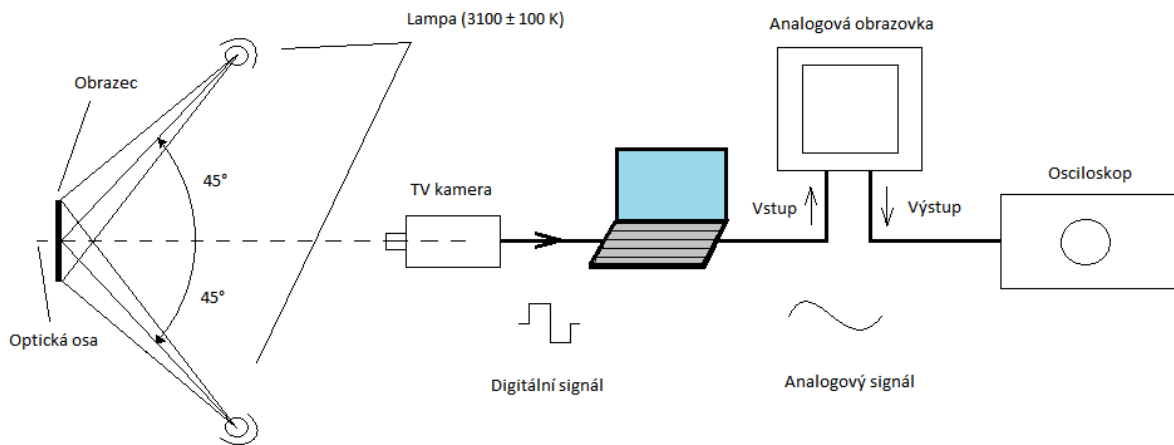 Lampa (3100 ± 100 K)
Analogová obrazovka
Obrazec
45°
TV kamera
Osciloskop
Vstup
Výstup
45°
Optická osa
Digitální signál
Analogový signál